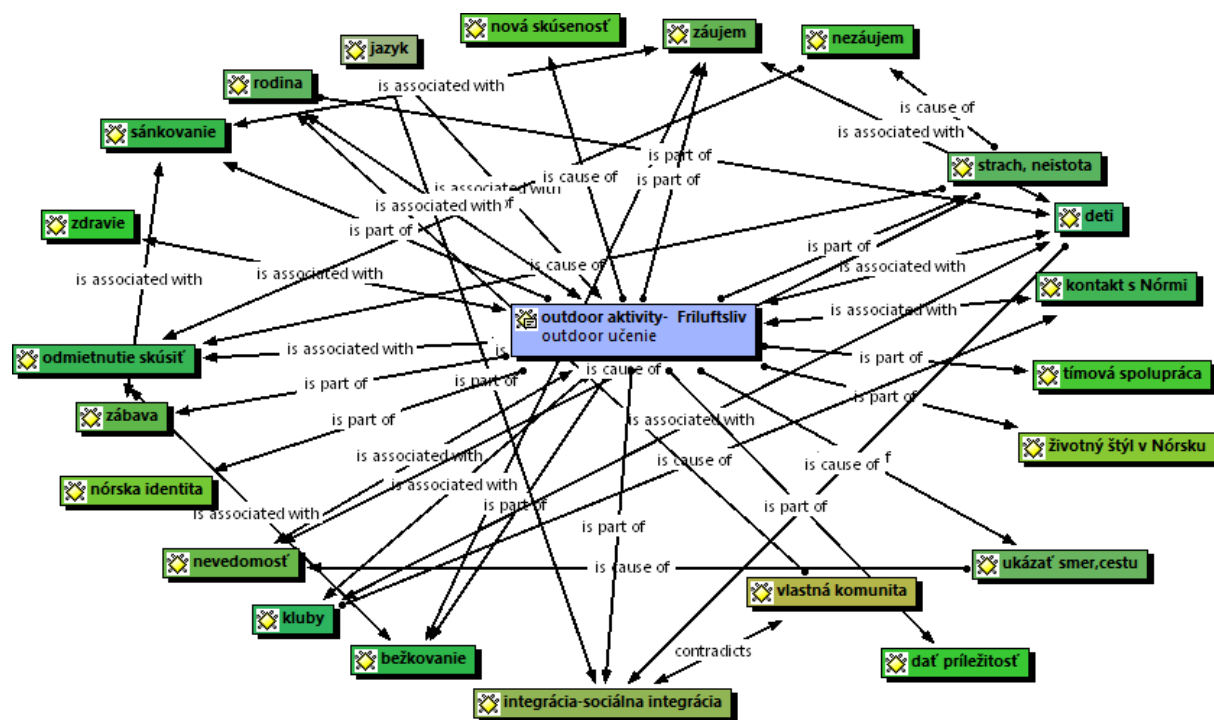 nová skúsenosť
záujem
nezáujem
jazyk
rodina
is associated with
is cause of
sánkovanie
is associated with
is part of
strach, neistota
is cause of
is associated with
is part of
is associated with
deti
zdravie
is part of
is part of
is associated with
is associated with
is cause of
is associated with
kontakt s Nórmi
outdoor aktivity- Friluftsliv
outdoor učenie
is associated with
odmietnutie skúsiť
is associated with
is part of
is cause of
tímová spolupráca
is part of
is part of
zábava
is part of
is part of
is associated with
životný štýl v Nórsku
is associated with
is cause of
is cause of
nórska identita
is associated with
is associated with
is part of
is part of
is part of
nevedomosť
is cause of
ukázať smer,cestu
vlastná komunita
kluby
bežkovanie
contradicts
dať príležitosť
integrácia-sociálna integrácia